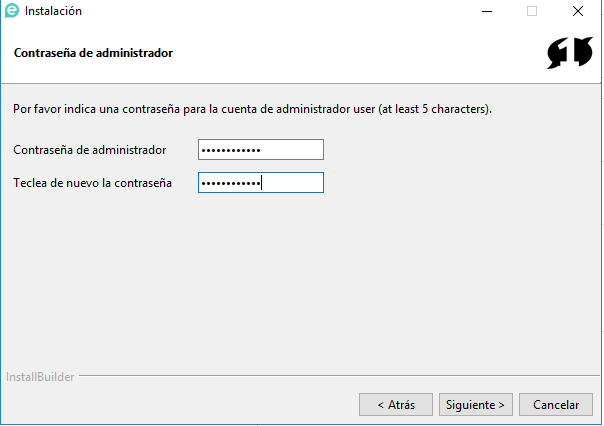 Instalación
Contraseña de administrador
Por favor indica una contraseña para la cuenta de administrador user (at least 5 characters).
Contraseña de administrador
••••••••••••
Teclea de nuevo la contraseña
••••••••••••
InstallBuilder
< Atrás
Siguiente >
Cancelar